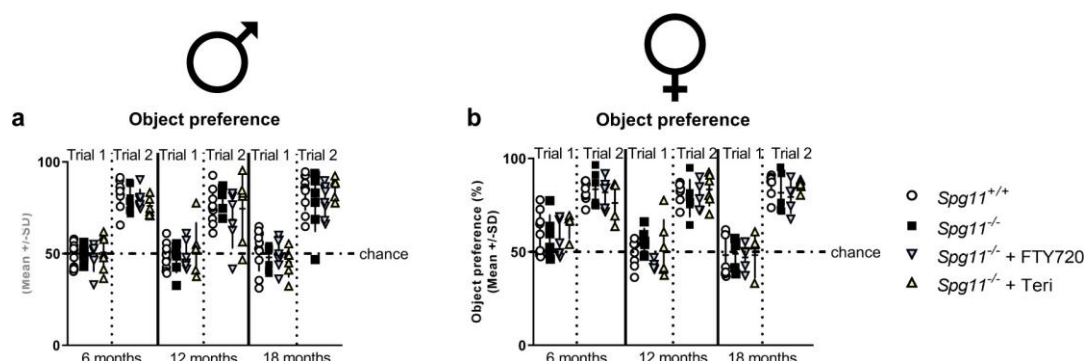 a
Object preference
Trial 1 Trial 2 Trial 1 Trial 2 Trial 1 Trial 2
100
50
0
(Mean +/-SD)
chance
6 months 12 months 18 months
b
Object preference
Trial 1 Trial 2 Trial 1 Trial 2 Trial 1 Trial 2
100
50
0
Object preference (%)
(Mean +/-SD)
chance
6 months 12 months 18 months
Spg11+/+
Spg11-/-
Spg11-/- + FTY720
Spg11-/- + Teri